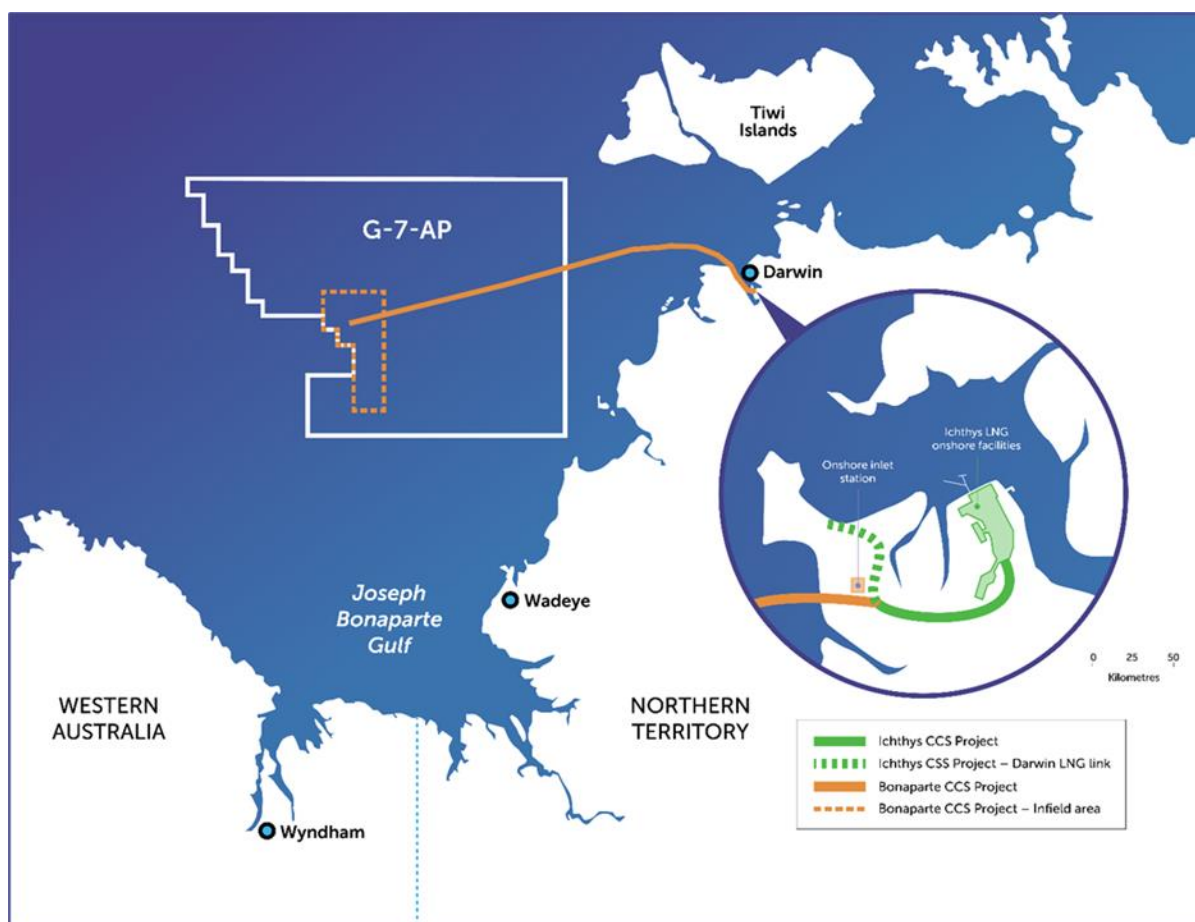 Tiwi
Islands
G-7-AP
Darwin
Ichthys LNG
onshore facilities
Onshore inlet
station
Joseph
Bonaparte
Gulf
Wadeye
0 25 50
Kilometres
WESTERN
AUSTRALIA
NORTHERN
TERRITORY
Ichthys CCS Project
Ichthys CSS Project – Darwin LNG link
Bonaparte CCS Project
Bonaparte CCS Project – Infield area
Wyndham